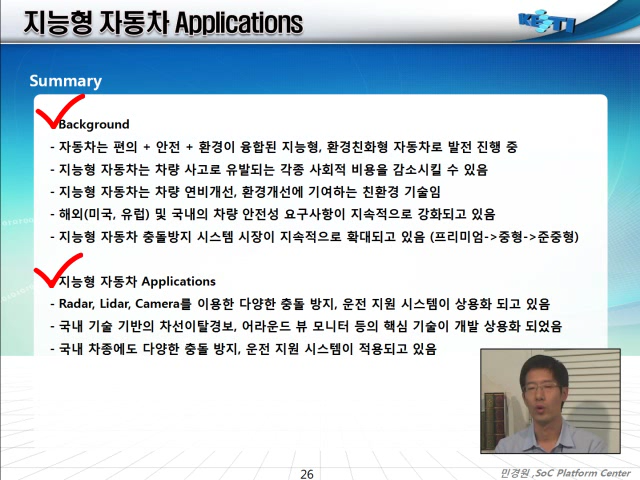 지능형 자동차 Applications
KETI
Summary
Background
- 자동차는 편의 + 안전 + 환경이 융합된 지능형, 환경친화형 자동차로 발전 진행 중
- 지능형 자동차는 차량 사고로 유발되는 각종 사회적 비용을 감소시킬 수 있음
- 지능형 자동차는 차량 연비개선, 환경개선에 기여하는 친환경 기술임
- 해외(미국, 유럽) 및 국내의 차량 안전성 요구사항이 지속적으로 강화되고 있음
- 지능형 자동차 충돌방지 시스템 시장이 지속적으로 확대되고 있음 (프리미엄->중형->준중형)
지능형 자동차 Applications
- Radar, Lidar, Camera를 이용한 다양한 충돌 방지, 운전 지원 시스템이 상용화 되고 있음
- 국내 기술 기반의 차선이탈경보, 어라운드 뷰 모니터 등의 핵심 기술이 개발 상용화 되었음
- 국내 차종에도 다양한 충돌 방지, 운전 지원 시스템이 적용되고 있음
26
민경원 ,SoC Platform Center